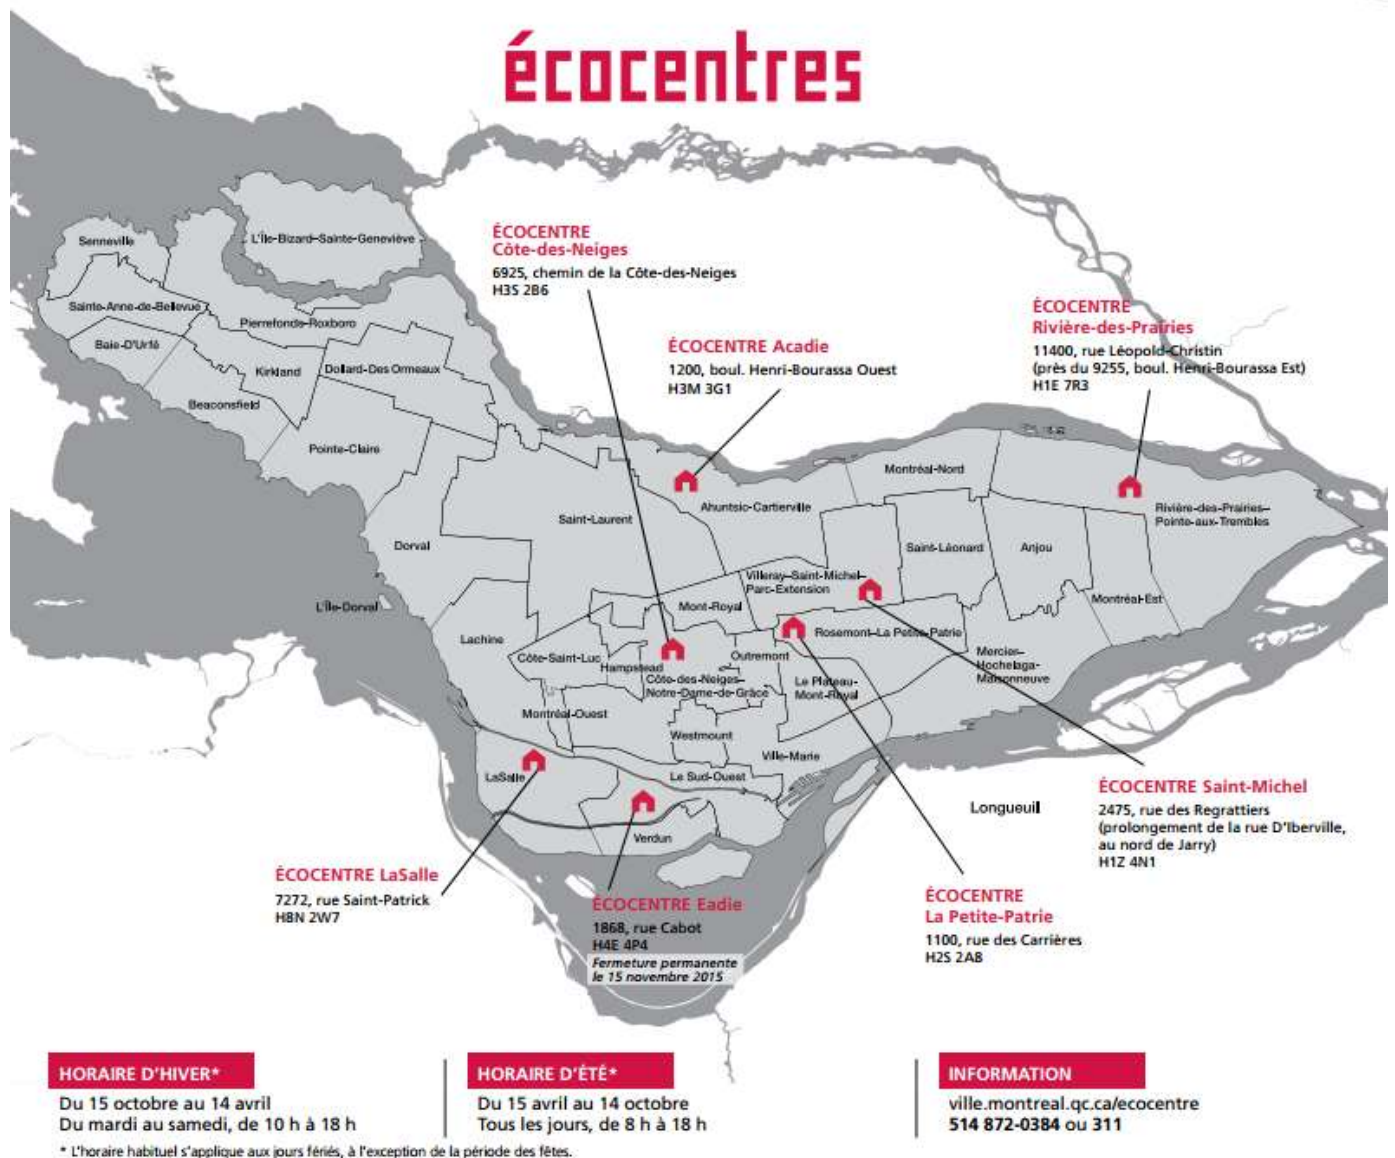 écocentres
ÉCOCENTRE
Côte-des-Neiges
6925, chemin de la Côte-des-Neiges
H3S 2B6
ÉCOCENTRE Acadie
1200, boul. Henri-Bourassa Ouest
H3M 3G1
ÉCOCENTRE
Rivière-des-Prairies
11400, rue Léopold-Christin
(près du 9255, boul. Henri-Bourassa Est)
H1E 7R3
Senneville
L'Île-Bizard–Sainte-Geneviève
Sainte-Anne-de-Bellevue
Pierrefonds-Roxboro
Baie-D'Urfé
Kirkland
Dollard-Des Ormeaux
Beaconsfield
Pointe-Claire
Montréal-Nord
Ahuntsic-Cartierville
Saint-Laurent
Rivière-des-Prairies–
Pointe-aux-Trembles
Dorval
Saint-Léonard
Anjou
Villeray–Saint-Michel–
Parc-Extension
L'Île-Dorval
Mont-Royal
Montréal-Est
Lachine
Rosemont–La Petite-Patrie
Côte-Saint-Luc
Hampstead
Outremont
Mercier–
Hochelaga-
Maisonneuve
Côte-des-Neiges–
Notre-Dame-de-Grâce
Le Plateau-
Mont-Royal
Montréal-Ouest
Westmount
Ville-Marie
LaSalle
Le Sud-Ouest
Verdun
Longueuil
ÉCOCENTRE Saint-Michel
2475, rue des Regrattiers
(prolongement de la rue D'Iberville,
au nord de Jarry)
H1Z 4N1
ÉCOCENTRE LaSalle
7272, rue Saint-Patrick
H8N 2W7
ÉCOCENTRE Eadie
1868, rue Cabot
H4E 4P4
Fermeture permanente
le 15 novembre 2015
ÉCOCENTRE
La Petite-Patrie
1100, rue des Carrières
H2S 2A8
HORAIRE D'HIVER*
Du 15 octobre au 14 avril
Du mardi au samedi, de 10 h à 18 h
HORAIRE D'ÉTÉ*
Du 15 avril au 14 octobre
Tous les jours, de 8 h à 18 h
INFORMATION
ville.montreal.qc.ca/ecocentre
514 872-0384 ou 311
* L'horaire habituel s'applique aux jours fériés, à l'exception de la période des fêtes.